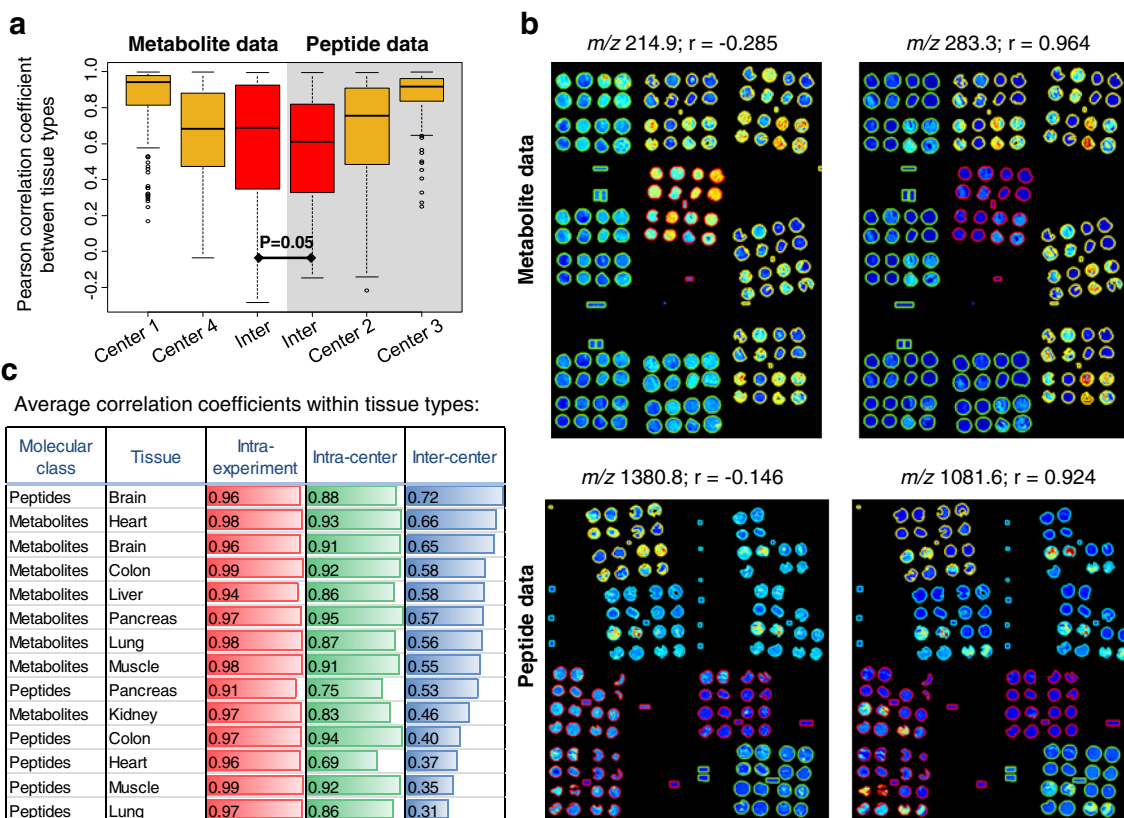 a
Metabolite data Peptide data
Pearson correlation coefficient
between tissue types
1.0
0.8
0.6
0.4
0.2
0.0
-0.2
P=0.05
Center 1
Center 4
Inter
Inter
Center 2
Center 3
b
m/z 214.9; r = -0.285
m/z 283.3; r = 0.964
Metabolite data
m/z 1380.8; r = -0.146
m/z 1081.6; r = 0.924
Peptide data
c
Average correlation coefficients within tissue types:
Molecular class Tissue Intra-experiment Intra-center Inter-center
Peptides Brain 0.96 0.88 0.72
Metabolites Heart 0.98 0.93 0.66
Metabolites Brain 0.96 0.91 0.65
Metabolites Colon 0.99 0.92 0.58
Metabolites Liver 0.94 0.86 0.58
Metabolites Pancreas 0.97 0.95 0.57
Metabolites Lung 0.98 0.87 0.56
Metabolites Muscle 0.98 0.91 0.55
Peptides Pancreas 0.91 0.75 0.53
Metabolites Kidney 0.97 0.83 0.46
Peptides Colon 0.97 0.94 0.40
Peptides Heart 0.96 0.69 0.37
Peptides Muscle 0.99 0.92 0.35
Peptides Lung 0.97 0.86 0.31